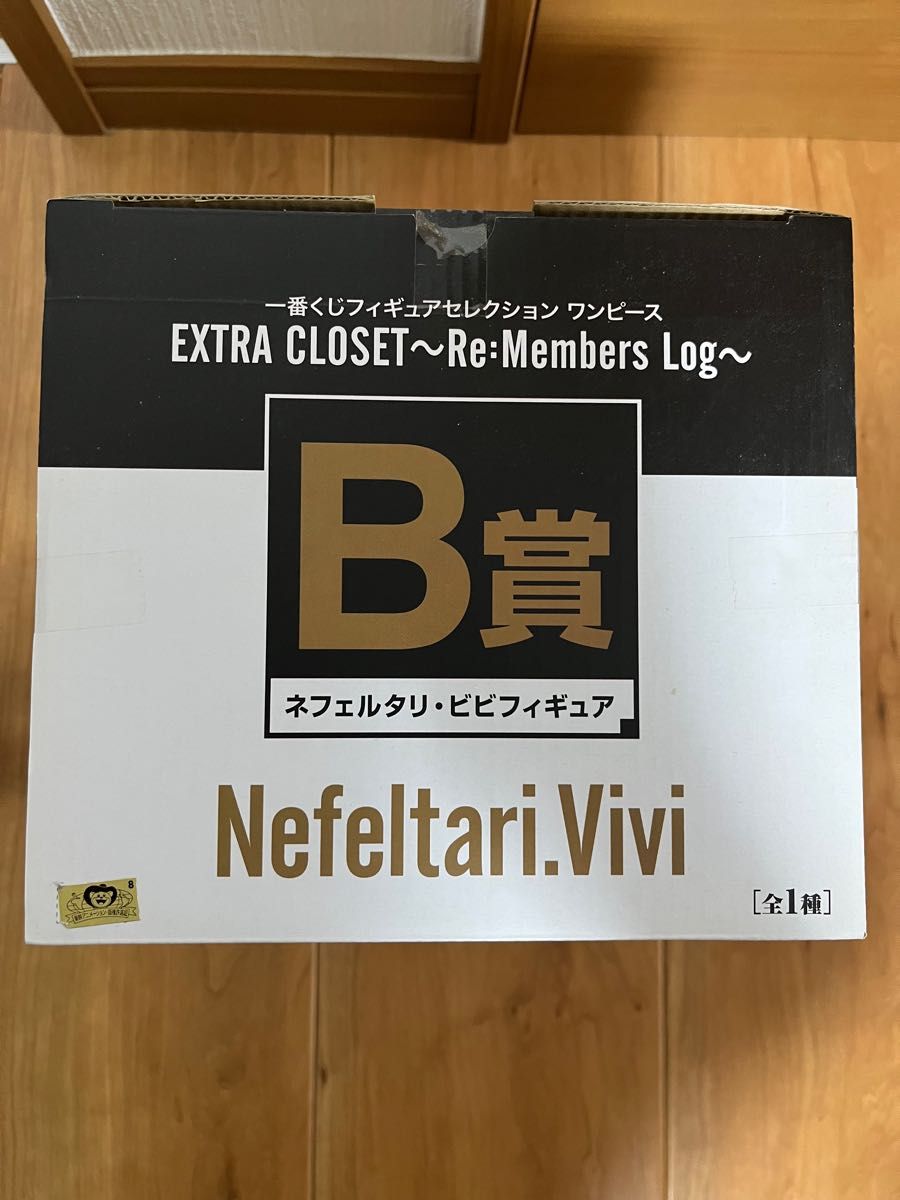 一番くじフィギュアセレクション ワンピース
EXTRA CLOSET～Re:Members Log～
B賞
ネフェルタリ・ビビフィギュア
Nefeltari.Vivi
[全1種]
8